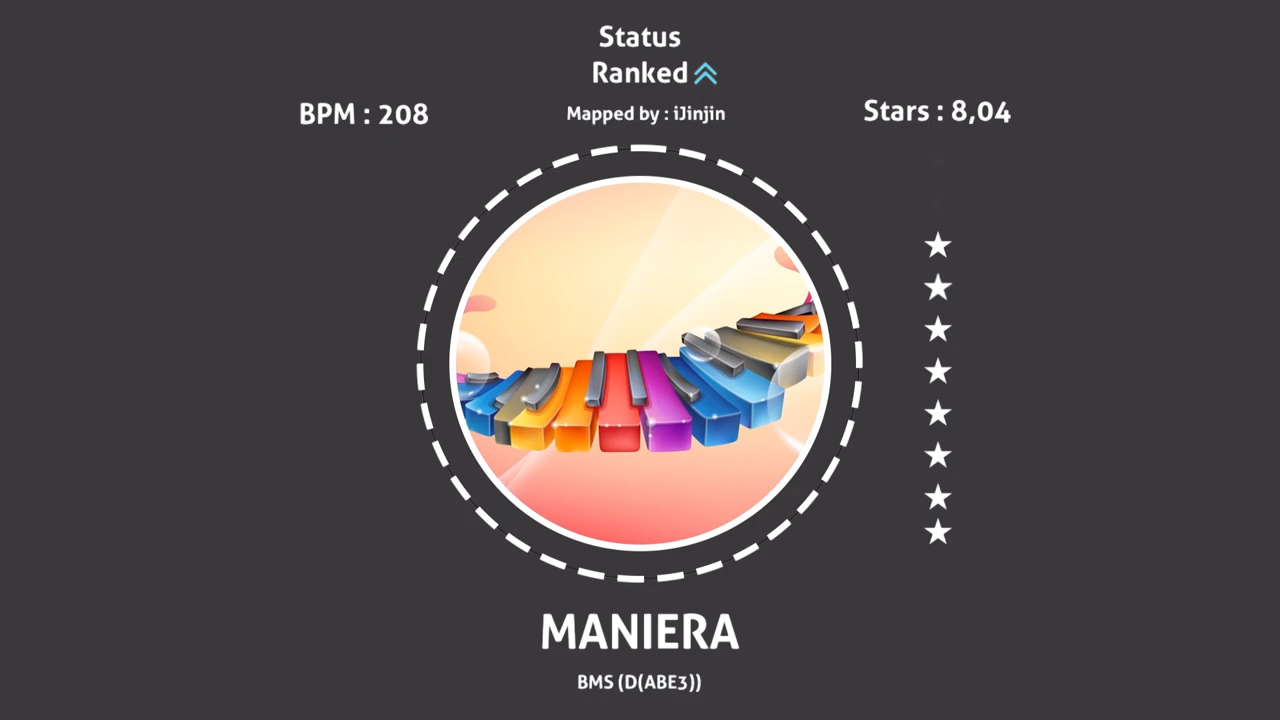 Status
Ranked
BPM : 208
Mapped by : iJinjin
Stars : 8,04
MANIERA
BMS (D(ABE3))